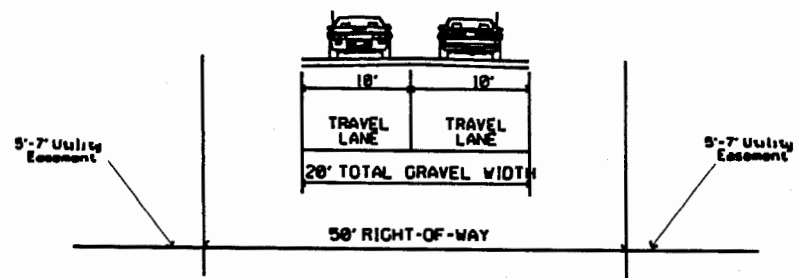 10' 10'
TRAVEL LANE TRAVEL LANE
5'-7' Utility Easement 5'-7' Utility Easement
20' TOTAL GRAVEL WIDTH
50' RIGHT-OF-WAY